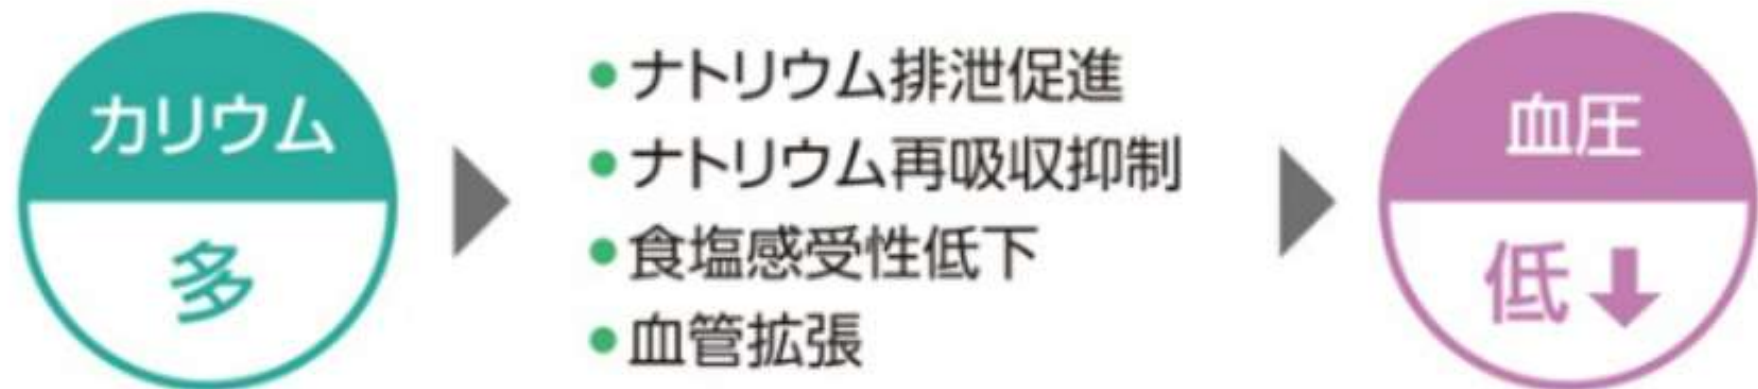 カリウム
多
●ナトリウム排泄促進
●ナトリウム再吸収抑制
●食塩感受性低下
●血管拡張
血圧
低